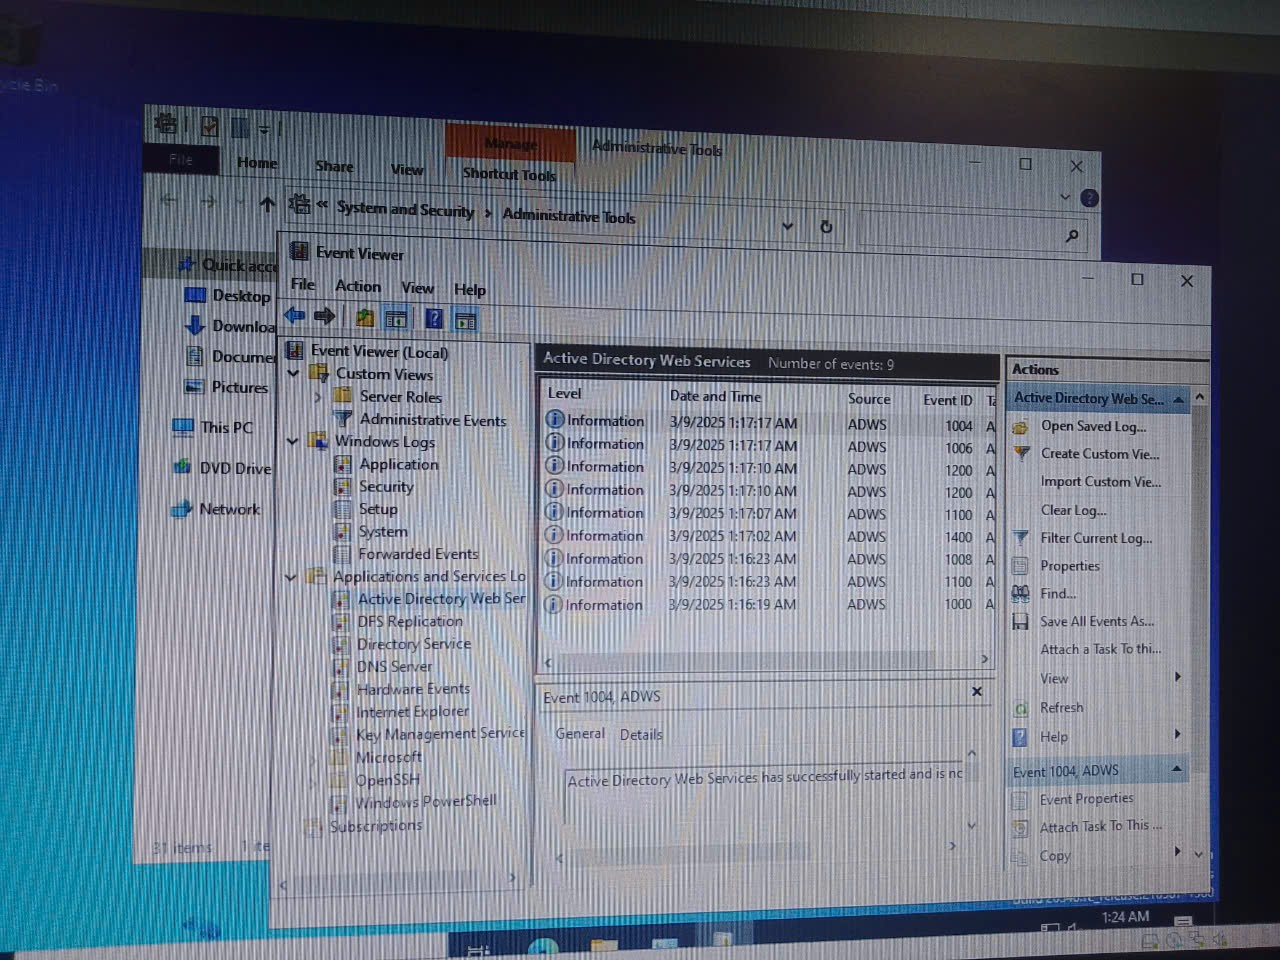 Manage
Administrative Tools
File
Home
Share
View
Shortcut Tools
System and Security
Administrative Tools
Quick acc
Desktop
Downloa
Docume
Pictures
This PC
DVD Drive
Network
31 items
Event Viewer
File Action View Help
Event Viewer (Local)
Custom Views
Server Roles
Administrative Events
Windows Logs
Application
Security
Setup
System
Forwarded Events
Applications and Services Lo
Active Directory Web Ser
DFS Replication
Directory Service
DNS Server
Hardware Events
Internet Explorer
Key Management Service
Microsoft
OpenSSH
Windows PowerShell
Subscriptions
Active Directory Web Services Number of events: 9
Level Date and Time Source Event ID
Information 3/9/2025 1:17:17 AM ADWS 1004 A
Information 3/9/2025 1:17:17 AM ADWS 1006 A
Information 3/9/2025 1:17:10 AM ADWS 1200 A
Information 3/9/2025 1:17:10 AM ADWS 1200 A
Information 3/9/2025 1:17:07 AM ADWS 1100 A
Information 3/9/2025 1:17:02 AM ADWS 1400 A
Information 3/9/2025 1:16:23 AM ADWS 1008 A
Information 3/9/2025 1:16:23 AM ADWS 1100 A
Information 3/9/2025 1:16:19 AM ADWS 1000 A
Event 1004, ADWS
General Details
Active Directory Web Services has successfully started and is nc
Actions
Active Directory Web Se...
Open Saved Log...
Create Custom Vie...
Import Custom Vie...
Clear Log...
Filter Current Log...
Properties
Find...
Save All Events As...
Attach a Task To thi...
View
Refresh
Help
Event 1004, ADWS
Event Properties
Attach Task To This ...
Copy
1:24 AM